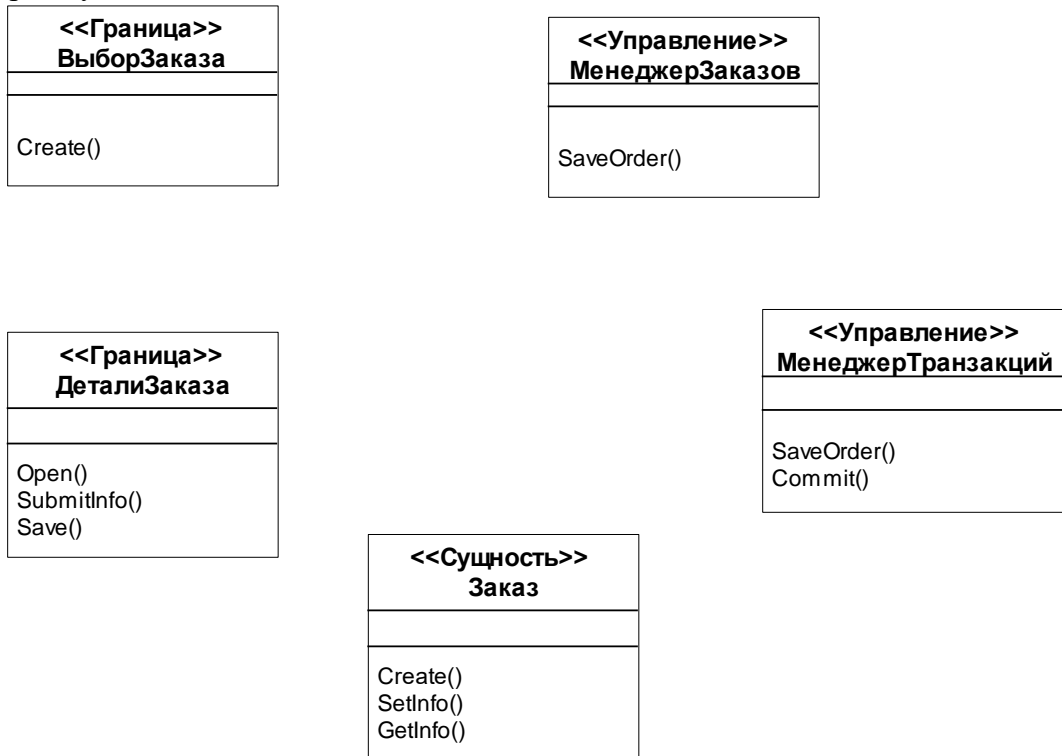 <<Граница>>
ВыборЗаказа
Create()
<<Управление>>
МенеджерЗаказов
SaveOrder()
<<Граница>>
ДеталиЗаказа
Open()
SubmitInfo()
Save()
<<Управление>>
МенеджерТранзакций
SaveOrder()
Commit()
<<Сущность>>
Заказ
Create()
SetInfo()
GetInfo()